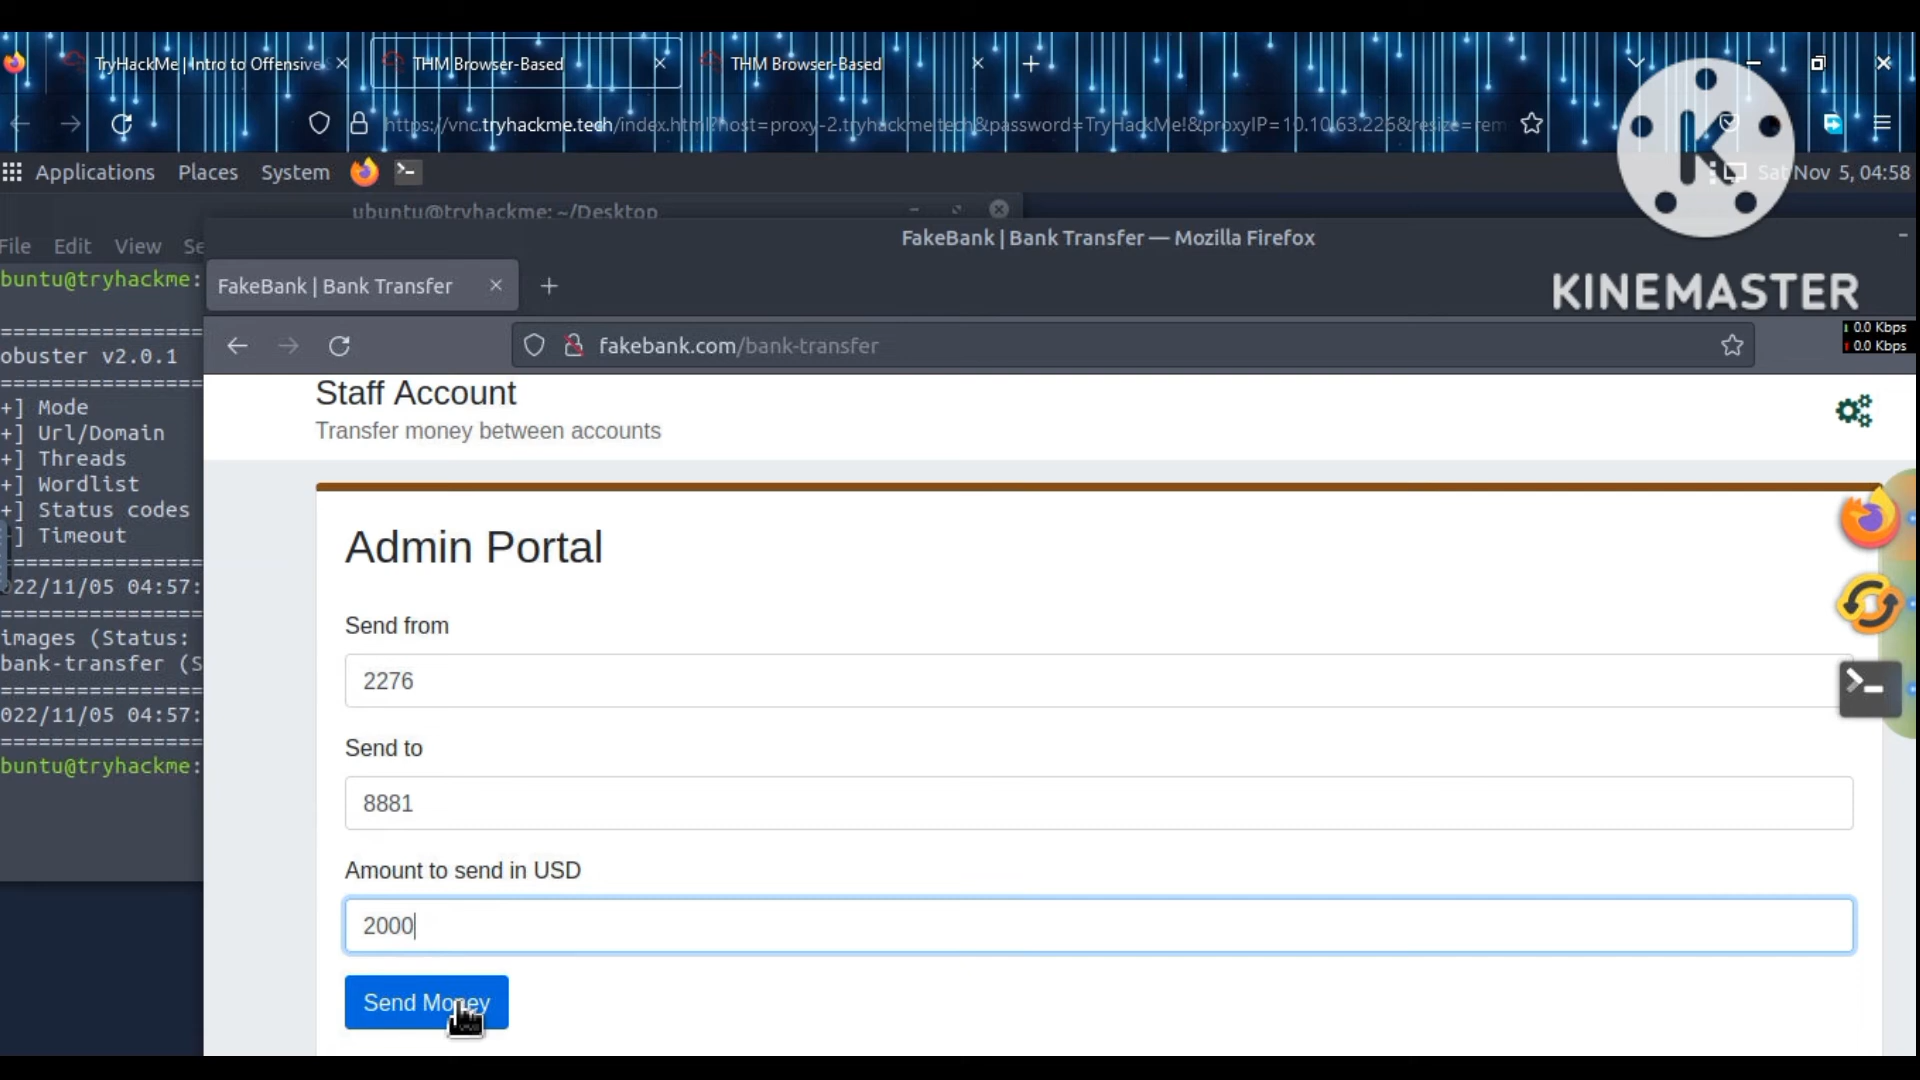 TryHackMe | Intro to Offensive
THM Browser-Based
THM Browser-Based
https://vnc.tryhackme.tech/index.html?host=proxy-2.tryhackme.tech&password=TryHackMe!&proxyIP=10.10.63.226&resize=rem
Applications Places System
Sat Nov 5, 04:58
ubuntu@tryhackme: ~/Desktop
File Edit View Se
FakeBank | Bank Transfer — Mozilla Firefox
buntu@tryhackme:
FakeBank | Bank Transfer
KINEMASTER
================
obuster v2.0.1
================
0.0 Kbps
0.0 Kbps
fakebank.com/bank-transfer
+] Mode
+] Url/Domain
+] Threads
+] Wordlist
+] Status codes
] Timeout
022/11/05 04:57:
images (Status:
bank-transfer (S
022/11/05 04:57:
buntu@tryhackme:
Staff Account
Transfer money between accounts
Admin Portal
Send from
2276
Send to
8881
Amount to send in USD
2000
Send Money